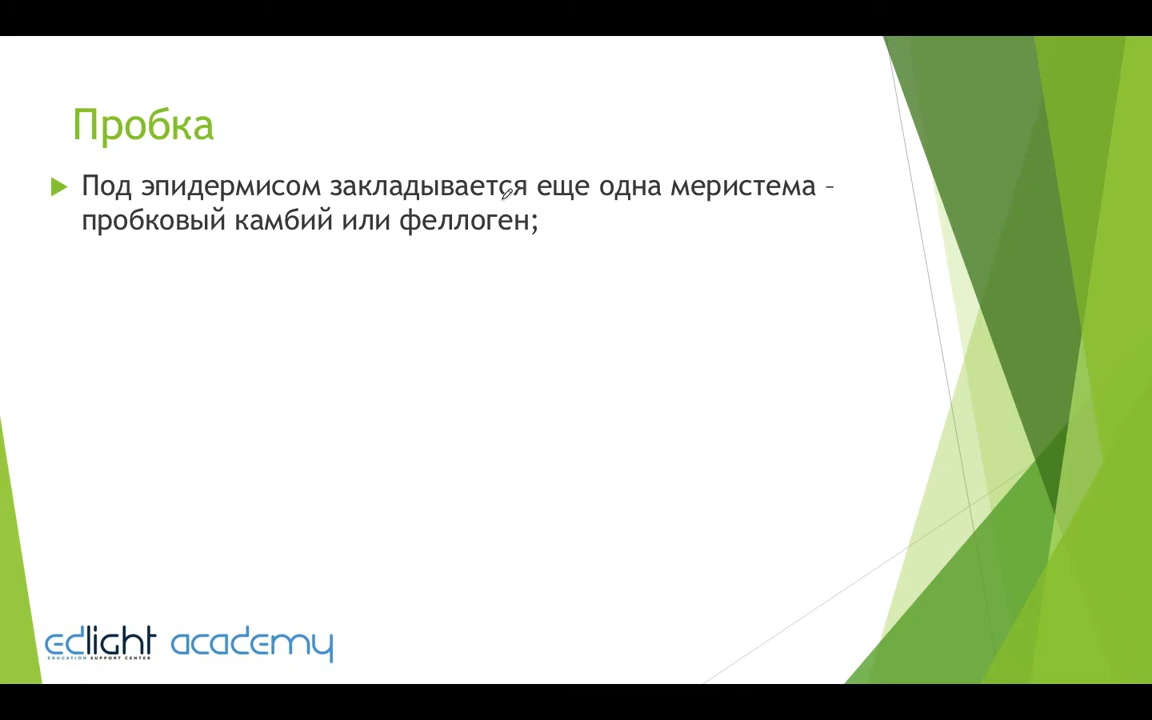 Пробка
Под эпидермисом закладывается еще одна меристема –
пробковый камбий или феллоген;
edlight academy
EDUCATION SUPPORT CENTER